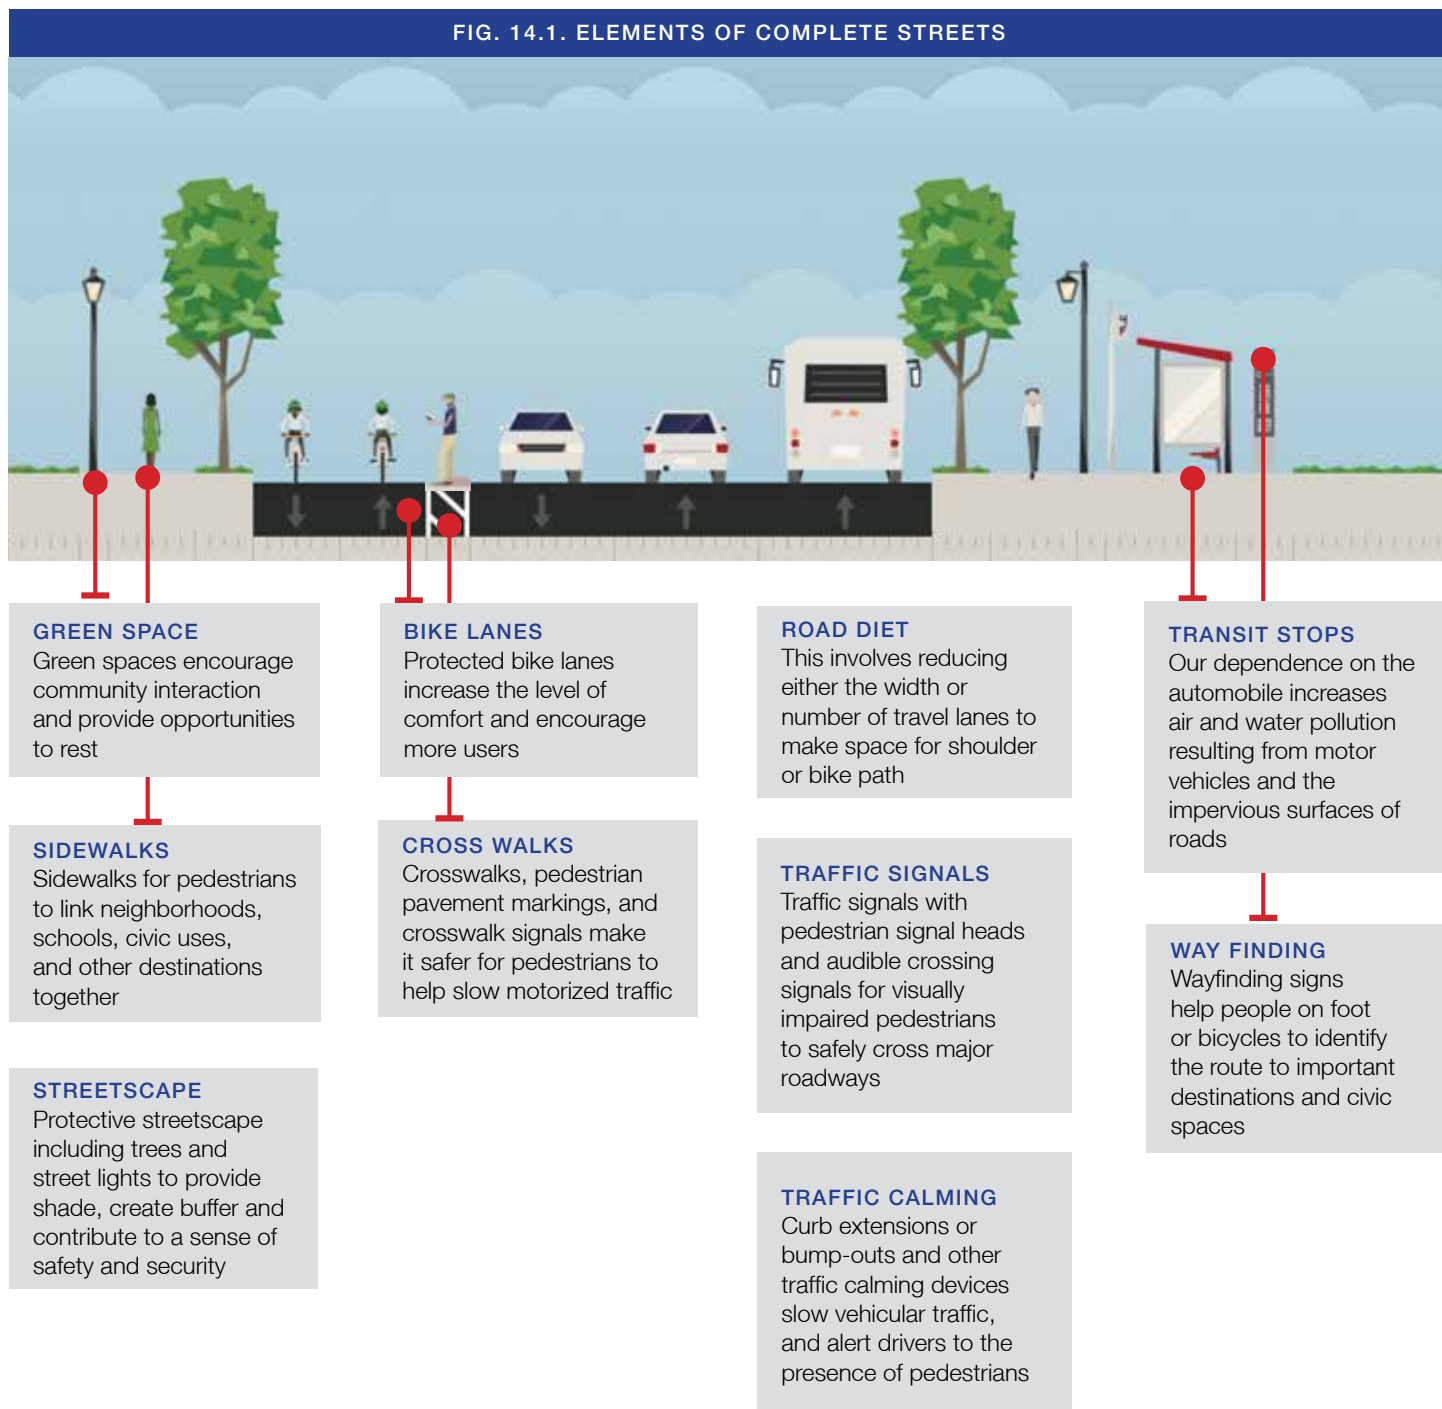 FIG. 14.1. ELEMENTS OF COMPLETE STREETS
GREEN SPACE
Green spaces encourage
community interaction
and provide opportunities
to rest
SIDEWALKS
Sidewalks for pedestrians
to link neighborhoods,
schools, civic uses,
and other destinations
together
STREETSCAPE
Protective streetscape
including trees and
street lights to provide
shade, create buffer and
contribute to a sense of
safety and security
BIKE LANES
Protected bike lanes
increase the level of
comfort and encourage
more users
CROSS WALKS
Crosswalks, pedestrian
pavement markings, and
crosswalk signals make
it safer for pedestrians to
help slow motorized traffic
ROAD DIET
This involves reducing
either the width or
number of travel lanes to
make space for shoulder
or bike path
TRAFFIC SIGNALS
Traffic signals with
pedestrian signal heads
and audible crossing
signals for visually
impaired pedestrians
to safely cross major
roadways
TRAFFIC CALMING
Curb extensions or
bump-outs and other
traffic calming devices
slow vehicular traffic,
and alert drivers to the
presence of pedestrians
TRANSIT STOPS
Our dependence on the
automobile increases
air and water pollution
resulting from motor
vehicles and the
impervious surfaces of
roads
WAY FINDING
Wayfinding signs
help people on foot
or bicycles to identify
the route to important
destinations and civic
spaces